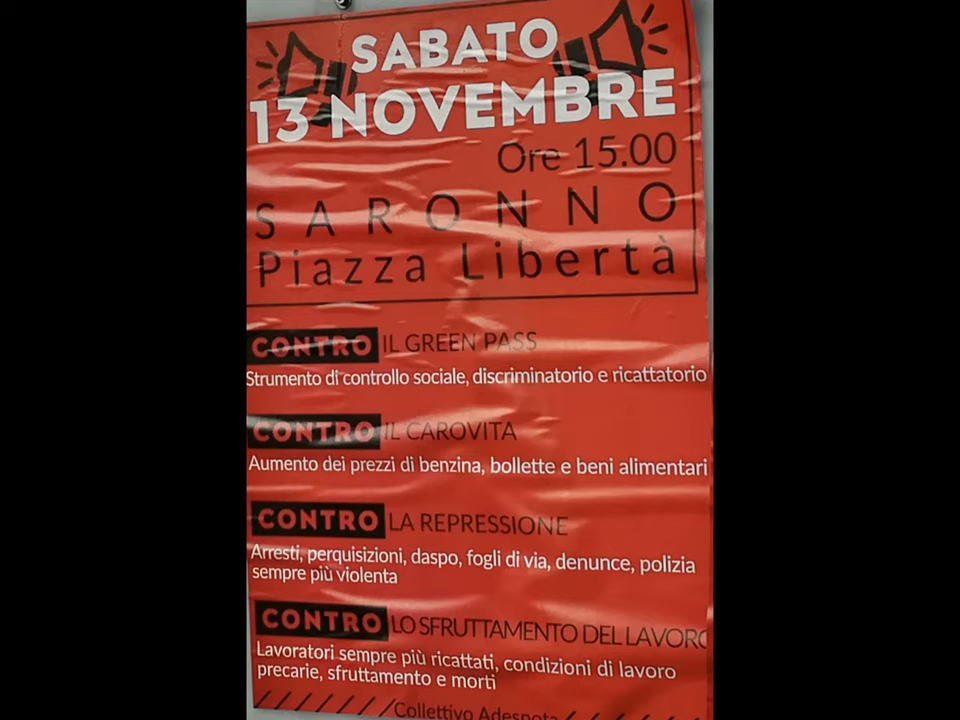 SABATO
13 NOVEMBRE
Ore 15.00
SARONNO
Piazza Libertà
CONTRO IL GREEN PASS
Strumento di controllo sociale, discriminatorio e ricattatorio
CONTRO IL CAROVITA
Aumento dei prezzi di benzina, bollette e beni alimentari
CONTRO LA REPRESSIONE
Arresti, perquisizioni, daspo, fogli di via, denunce, polizia
sempre più violenta
CONTRO LO SFRUTTAMENTO DEL LAVORO
Lavoratori sempre più ricattati, condizioni di lavoro
precarie, sfruttamento e morti
Collettivo Adespota